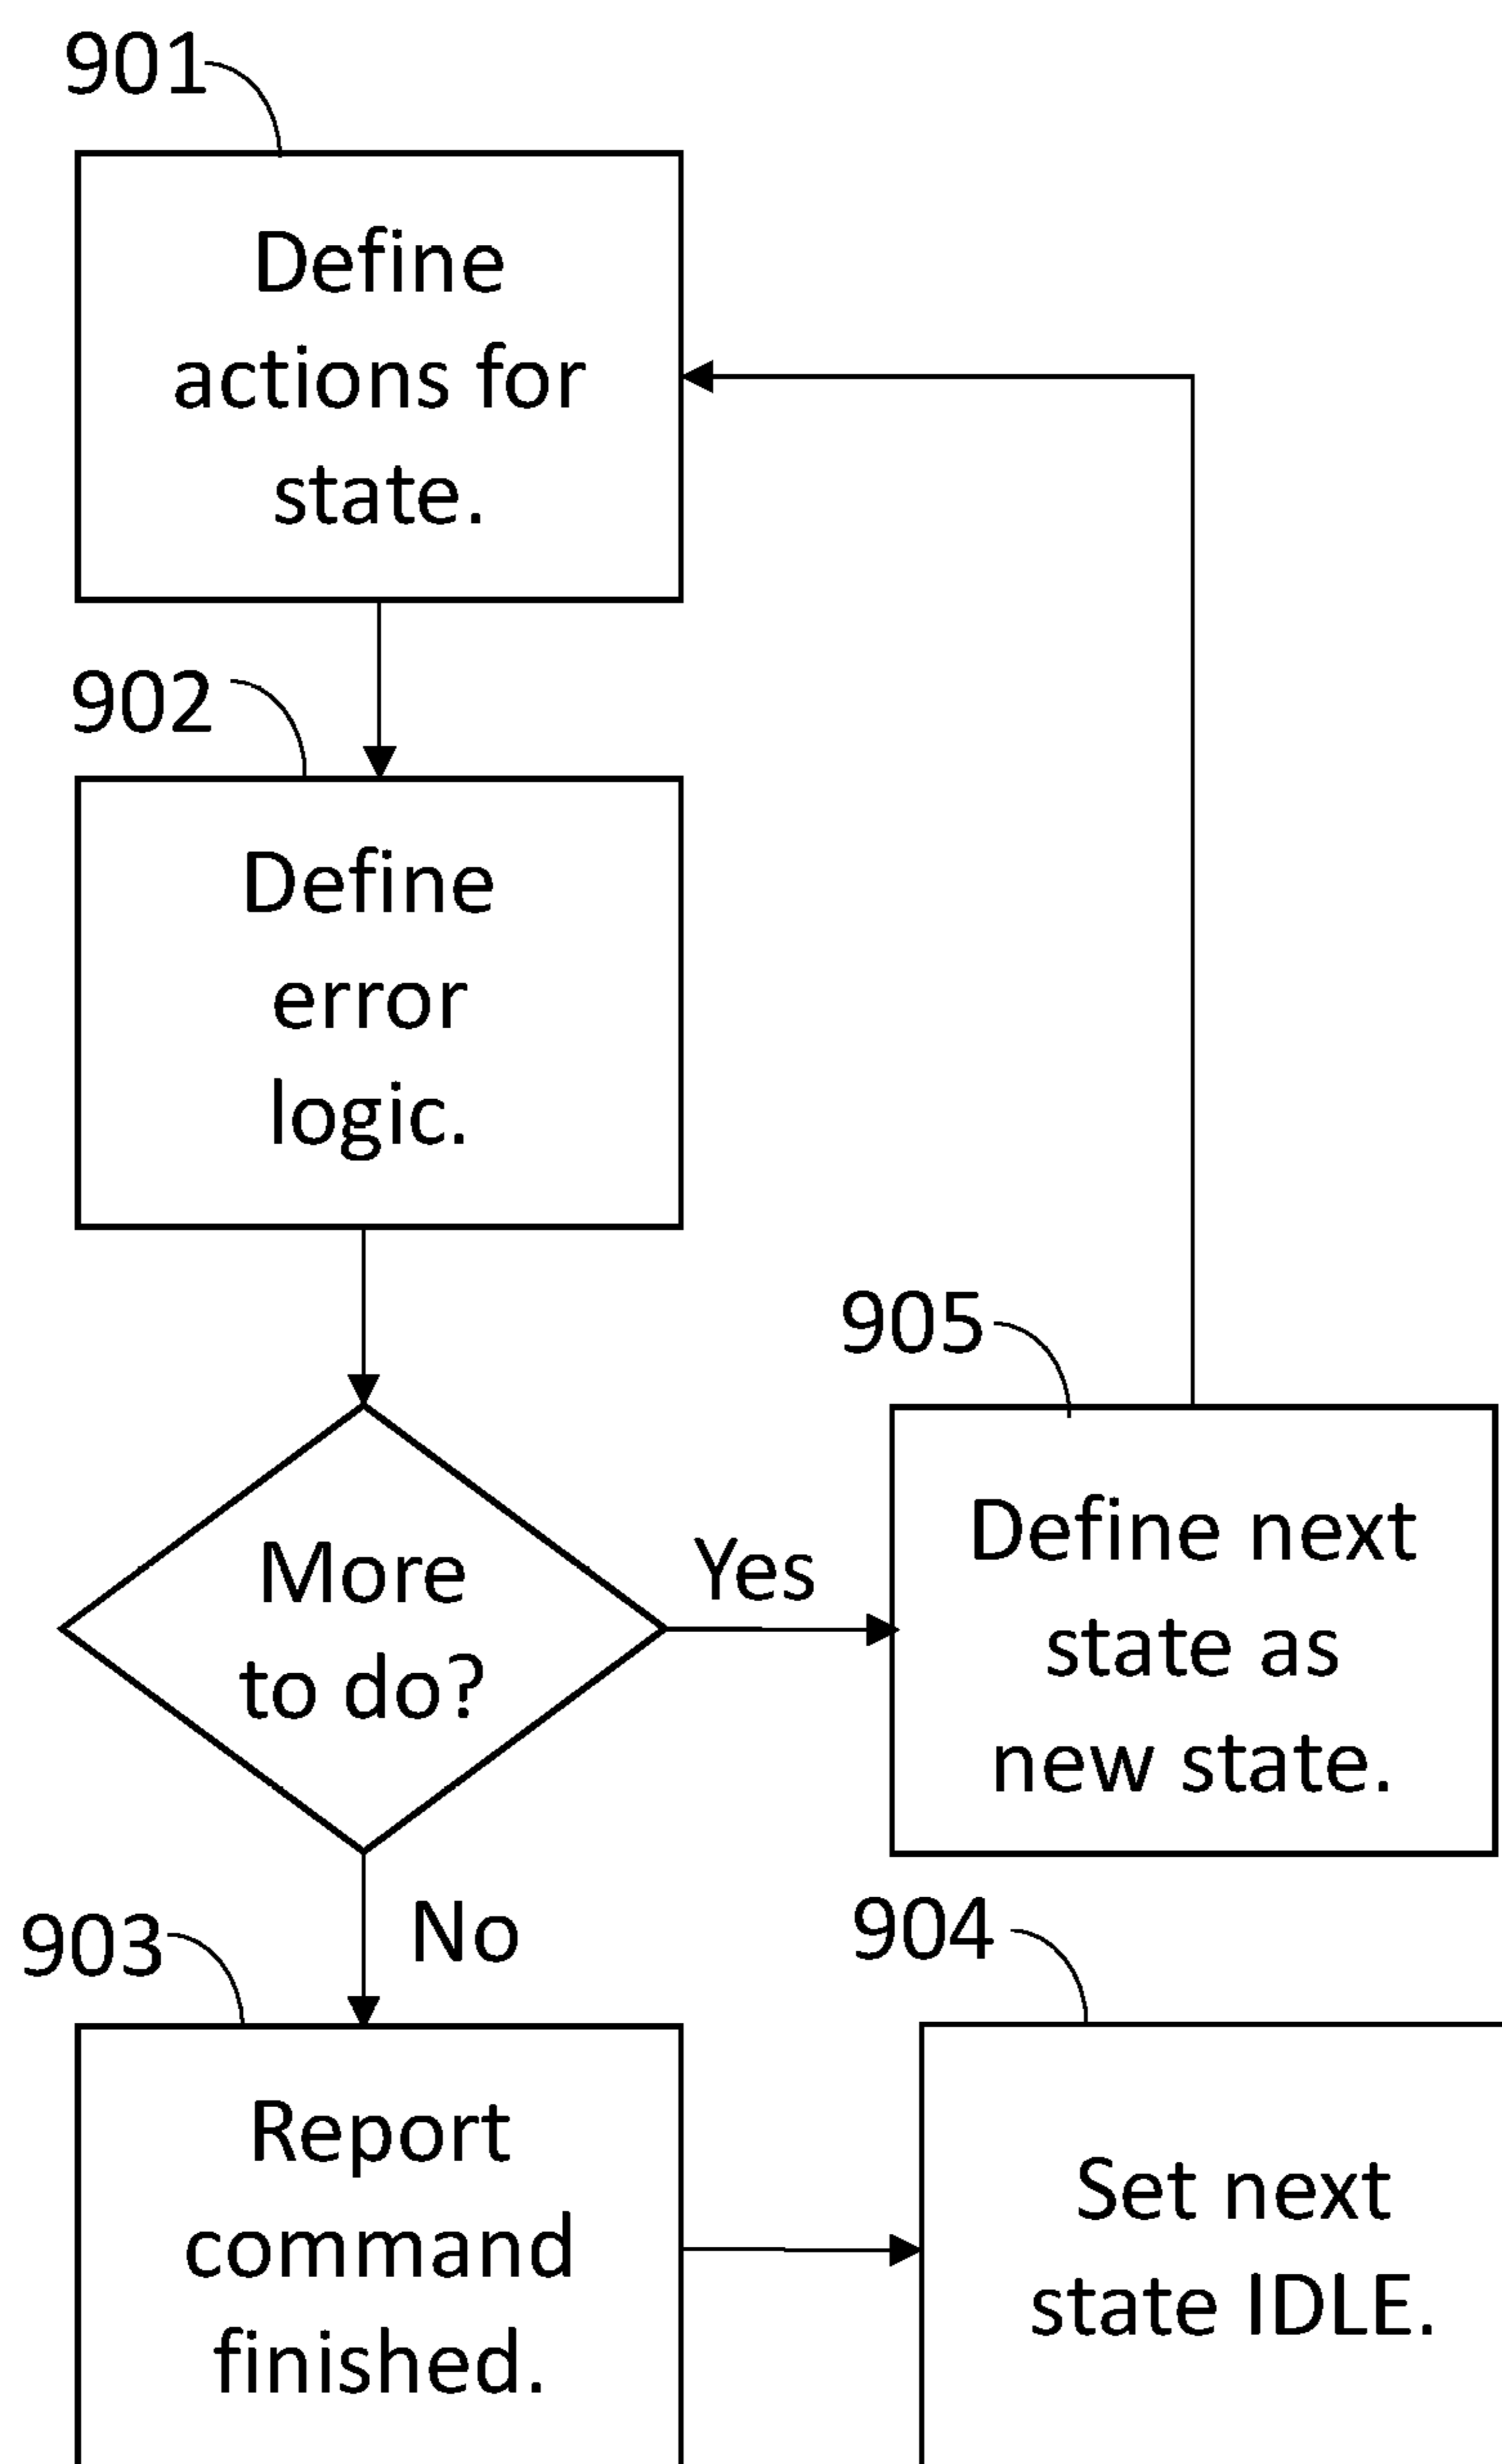 901
Define
actions for
state.
902
Define
error
logic.
905
More
to do?
Yes
Define next
state as
new state.
903
No
904
Report
command
finished.
Set next
state IDLE.